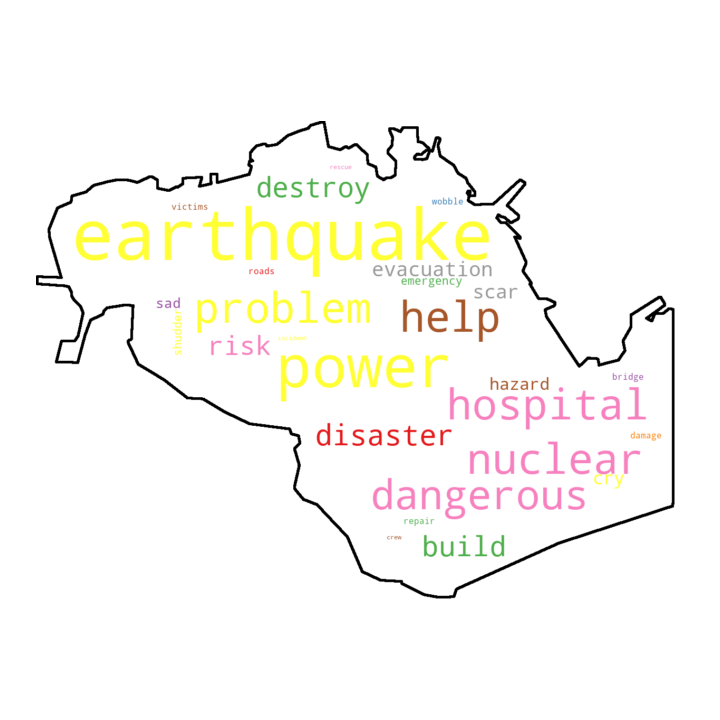 rescue
destroy
wobble
victims
earthquake
evacuation
roads
emergency
scar
sad
problem
help
shudder
risk
power
bridge
hazard
hospital
disaster
damage
nuclear
cry
dangerous
repair
crew
build